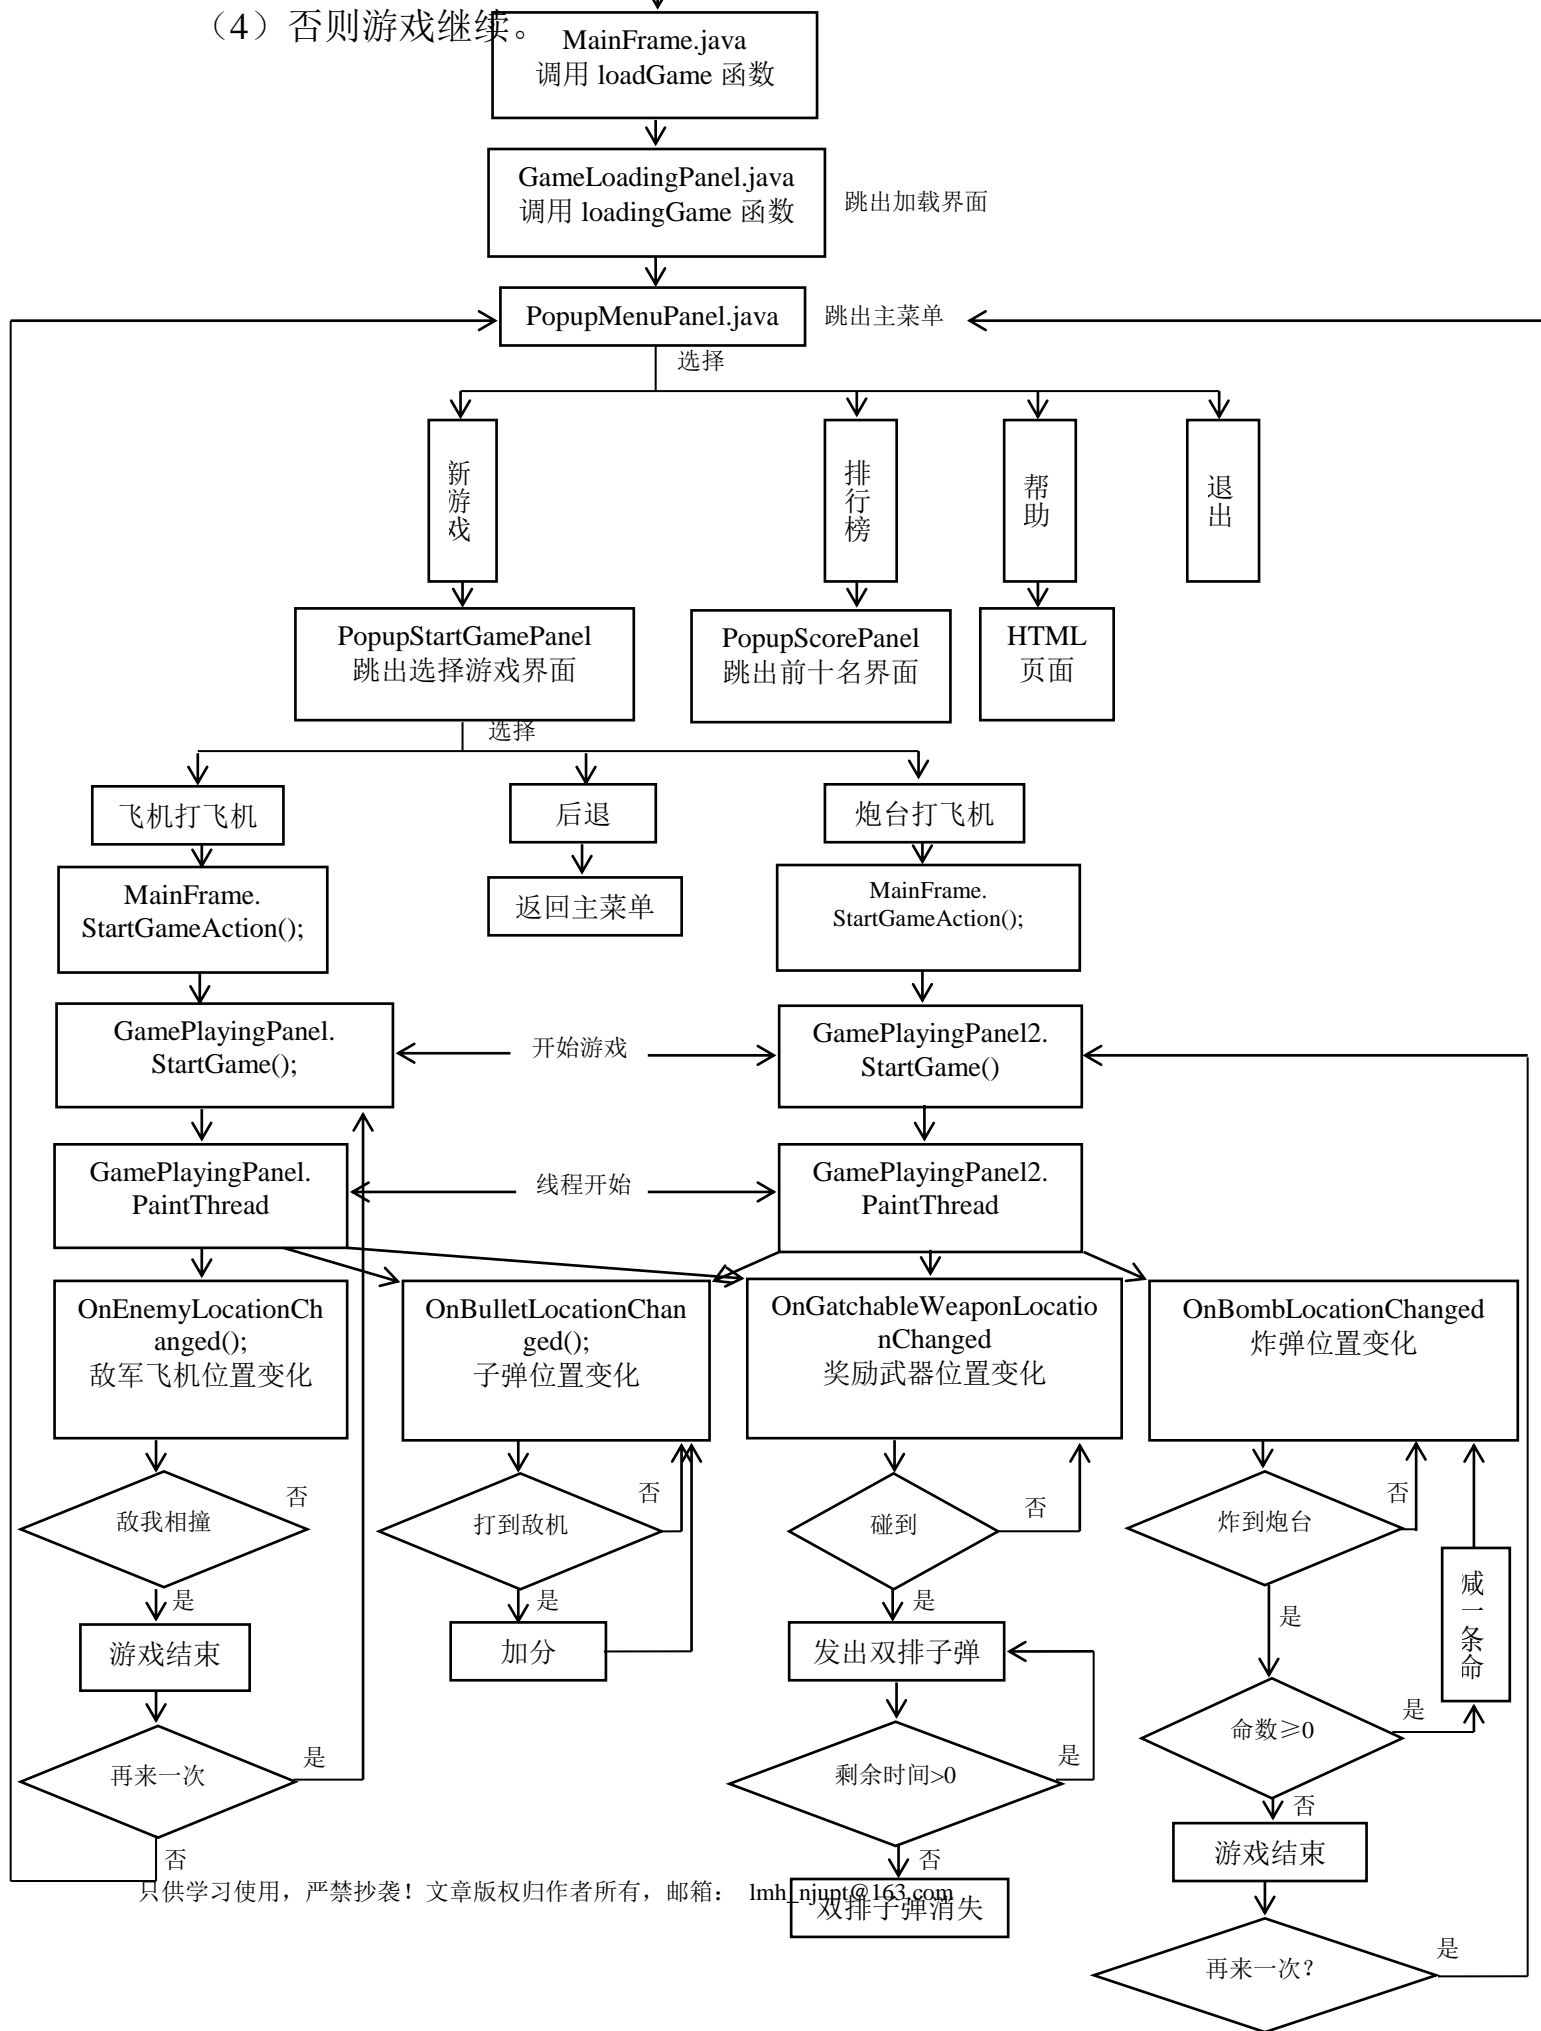 （4）否则游戏继续。
MainFrame.java
调用 loadGame 函数
GameLoadingPanel.java
调用 loadingGame 函数
跳出加载界面
PopupMenuPanel.java
跳出主菜单
选择
新游戏
排行榜
帮助
退出
PopupStartGamePanel
跳出选择游戏界面
PopupScorePanel
跳出前十名界面
HTML
页面
选择
飞机打飞机
后退
炮台打飞机
MainFrame.
StartGameAction();
返回主菜单
MainFrame.
StartGameAction();
GamePlayingPanel.
StartGame();
开始游戏
GamePlayingPanel2.
StartGame()
GamePlayingPanel.
PaintThread
线程开始
GamePlayingPanel2.
PaintThread
OnEnemyLocationCh
anged();
敌军飞机位置变化
OnBulletLocationChan
ged();
子弹位置变化
OnGatchableWeaponLocatio
nChanged
奖励武器位置变化
OnBombLocationChanged
炸弹位置变化
敌我相撞
否
打到敌机
否
碰到
否
炸到炮台
否
减一条命
是
是
是
是
游戏结束
加分
发出双排子弹
命数≥0
是
再来一次
是
剩余时间>0
是
否
否
否
游戏结束
只供学习使用，严禁抄袭！文章版权归作者所有，邮箱： lmh_njupt@163.com
双排子弹消失
再来一次？
是